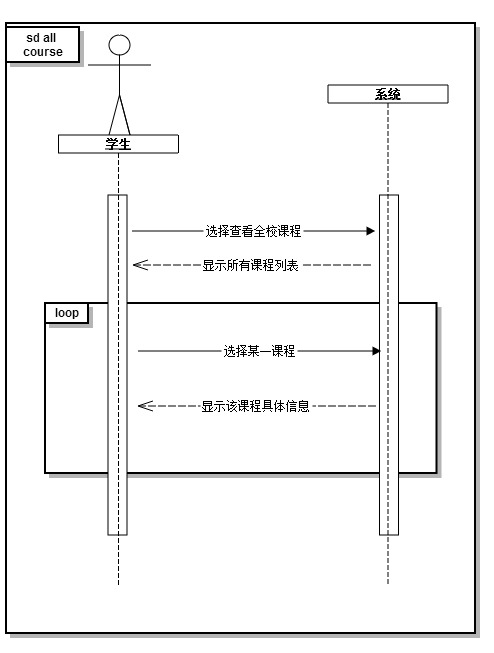 sd all
course
系统
学生
选择查看全校课程
显示所有课程列表
loop
选择某一课程
显示该课程具体信息